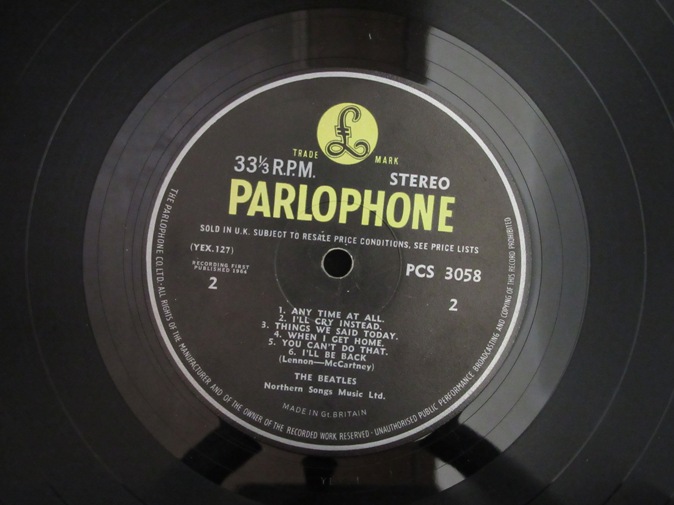 £
TRADE MARK
33⅓ R.P.M. STEREO
PARLOPHONE
SOLD IN U.K. SUBJECT TO RESALE PRICE CONDITIONS, SEE PRICE LISTS
(YEX.127)
RECORDING FIRST
PUBLISHED 1964
2
PCS 3058
2
1. ANY TIME AT ALL.
2. I'LL CRY INSTEAD.
3. THINGS WE SAID TODAY.
4. WHEN I GET HOME.
5. YOU CAN'T DO THAT.
6. I'LL BE BACK
(Lennon—McCartney)
THE BEATLES
Northern Songs Music Ltd.
MADE IN Gt. BRITAIN
THE PARLOPHONE CO. LTD. ALL RIGHTS OF THE MANUFACTURER AND OF THE OWNER OF THE RECORDED WORK RESERVED · UNAUTHORISED PUBLIC PERFORMANCE BROADCASTING AND COPYING OF THIS RECORD PROHIBITED